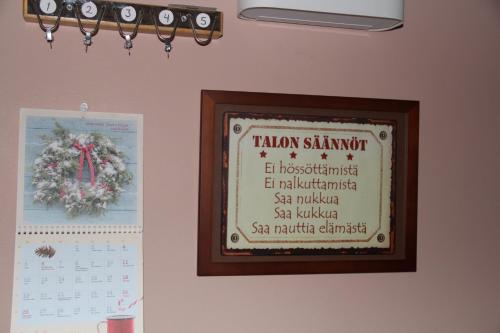 1 2 3 4 5
TALON SÄÄNNÖT
Ei hössöttämistä
Ei nalkuttamista
Saa nukkua
Saa kukkua
Saa nauttia elämästä